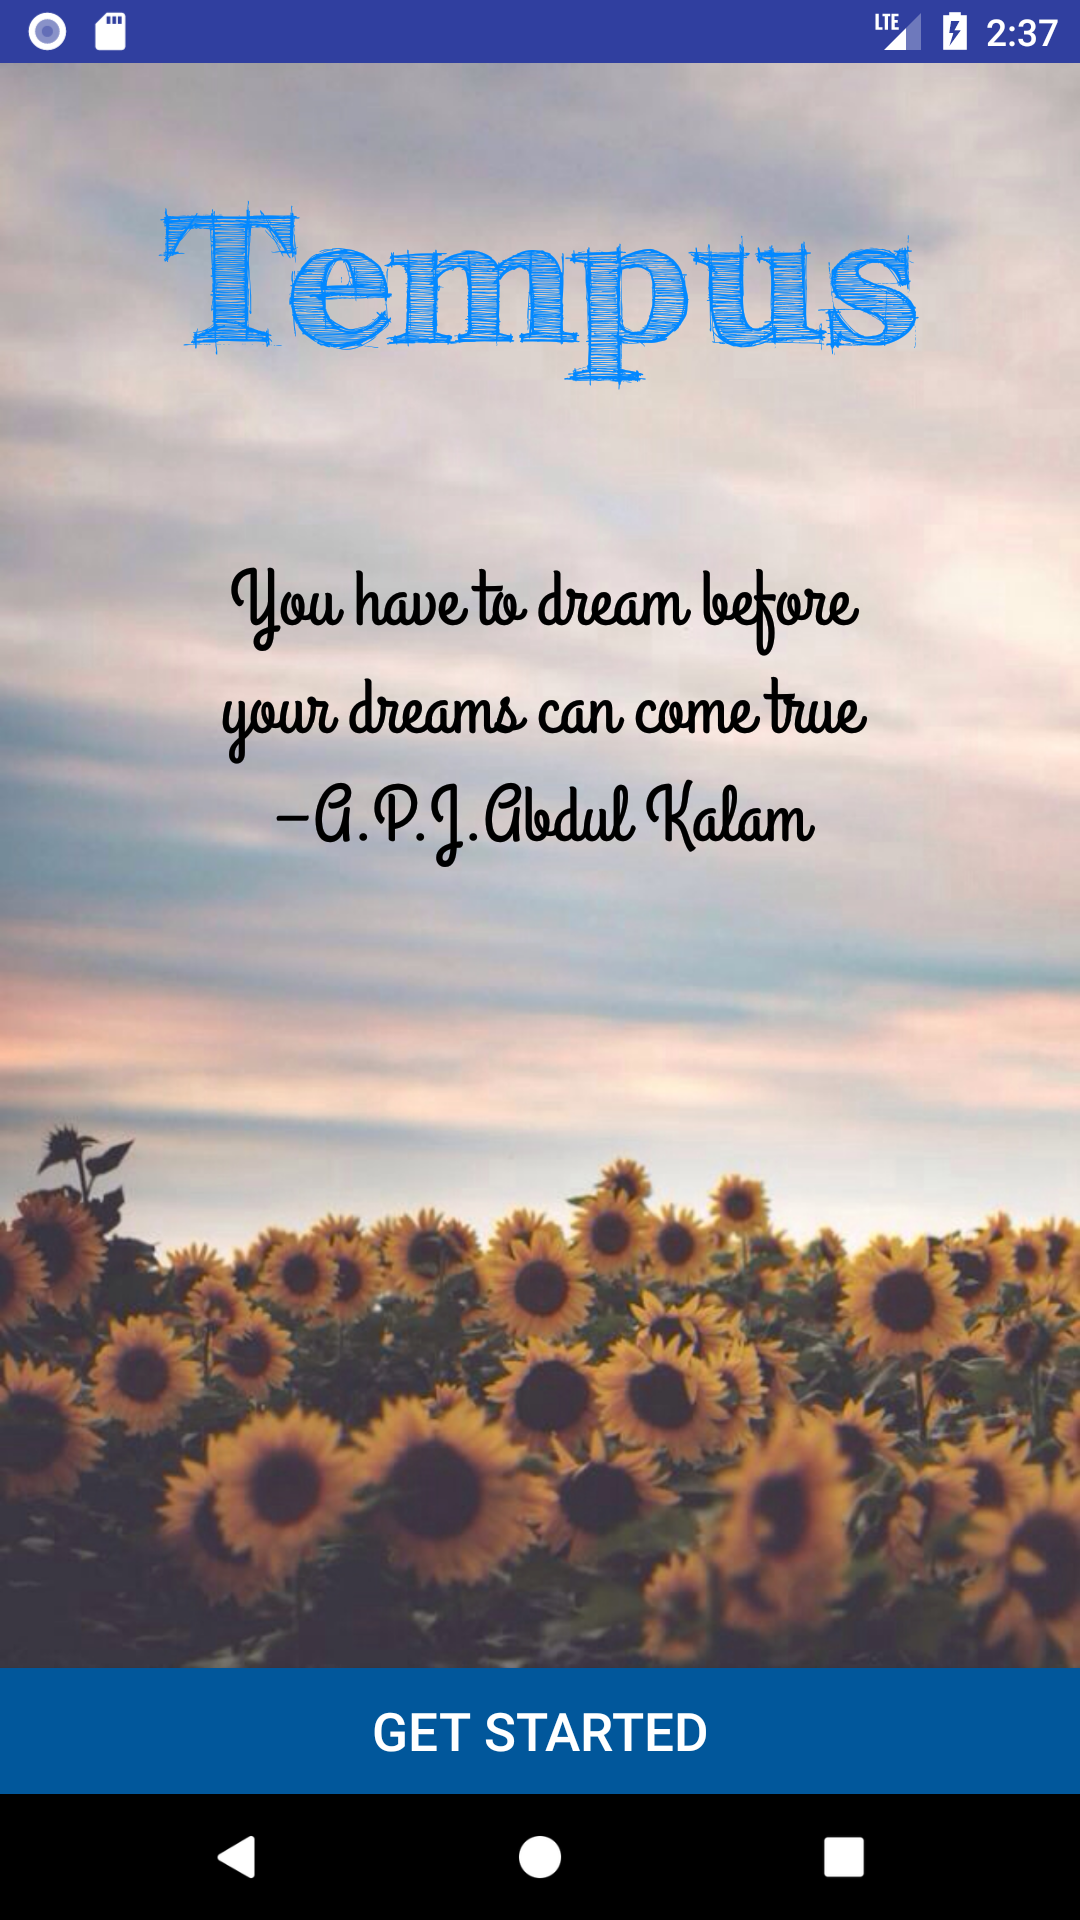 LTE 2:37
Tempus
You have to dream before
your dreams can come true
-A.P.J.Abdul Kalam
GET STARTED